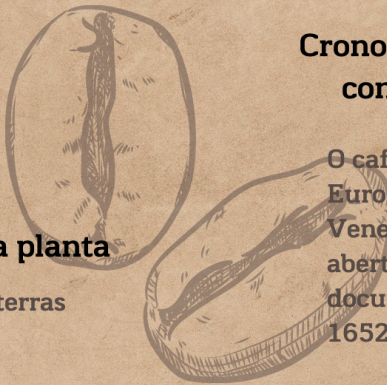 Crono
con
O caf
Euro
Vene
abert
docu
1652
a planta
terras